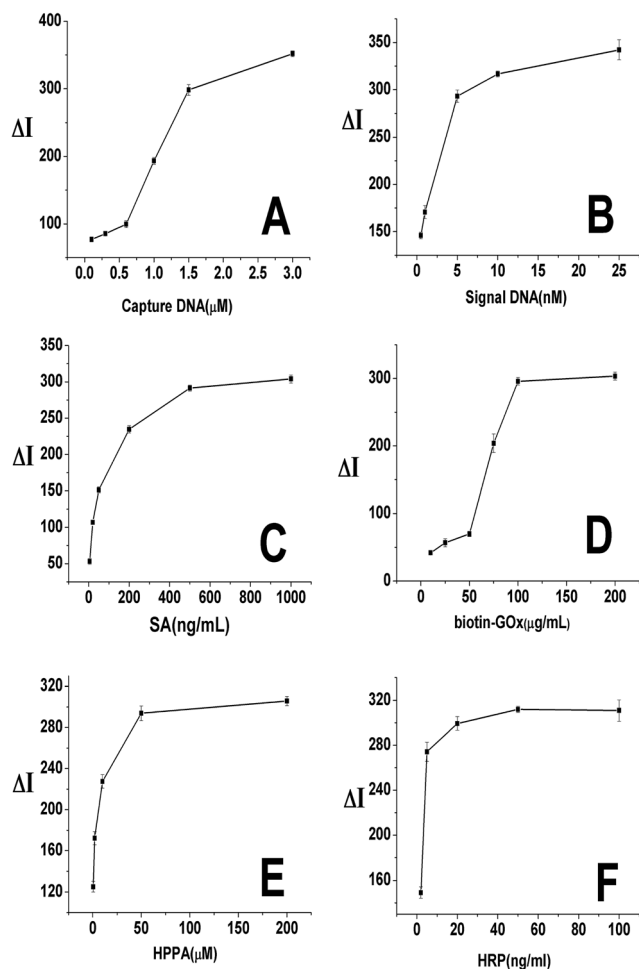 400
300
ΔI
200
100
A
0.0 0.5 1.0 1.5 2.0 2.5 3.0
Capture DNA(μM)
350
300
ΔI
250
200
150
B
0 5 10 15 20 25
Signal DNA(nM)
350
300
250
ΔI
200
150
100
50
C
0 200 400 600 800 1000
SA(ng/mL)
300
200
ΔI
100
0
D
0 50 100 150 200
biotin-GOx(μg/mL)
320
280
ΔI
240
200
160
120
E
0 50 100 150 200
HPPA(μM)
320
280
ΔI
240
200
160
F
0 20 40 60 80 100
HRP(ng/ml)